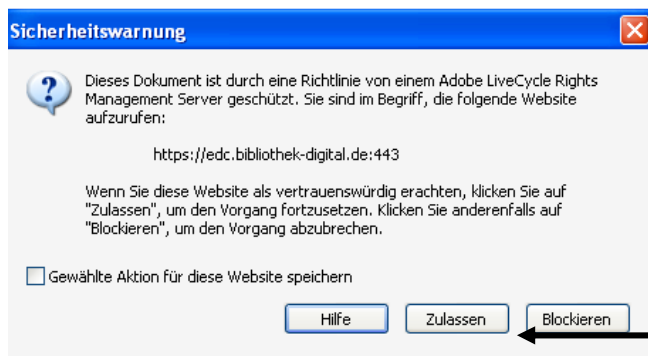 Sicherheitswarnung
Dieses Dokument ist durch eine Richtlinie von einem Adobe LiveCycle Rights
Management Server geschützt. Sie sind im Begriff, die folgende Website
aufzurufen:
https://edc.bibliothek-digital.de:443
Wenn Sie diese Website als vertrauenswürdig erachten, klicken Sie auf
"Zulassen", um den Vorgang fortzusetzen. Klicken Sie anderenfalls auf
"Blockieren", um den Vorgang abzubrechen.
Gewählte Aktion für diese Website speichern
Hilfe Zulassen Blockieren